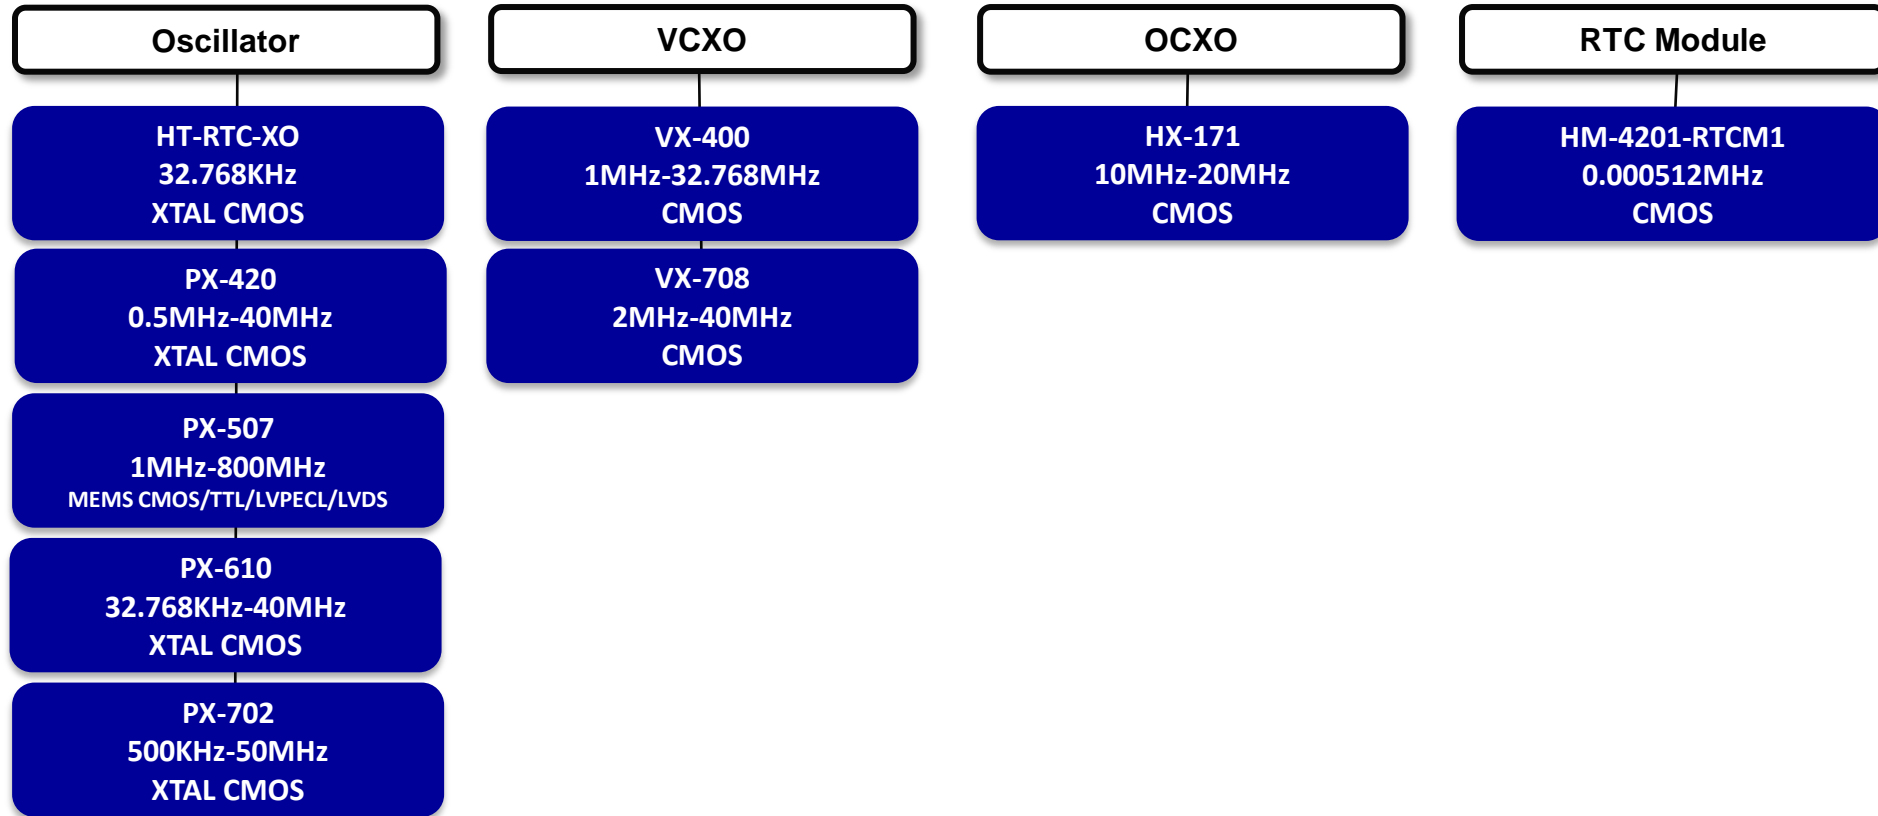 Oscillator
HT-RTC-XO
32.768KHz
XTAL CMOS
PX-420
0.5MHz-40MHz
XTAL CMOS
PX-507
1MHz-800MHz
MEMS CMOS/TTL/LVPECL/LVDS
PX-610
32.768KHz-40MHz
XTAL CMOS
PX-702
500KHz-50MHz
XTAL CMOS
VCXO
VX-400
1MHz-32.768MHz
CMOS
VX-708
2MHz-40MHz
CMOS
OCXO
HX-171
10MHz-20MHz
CMOS
RTC Module
HM-4201-RTCM1
0.000512MHz
CMOS